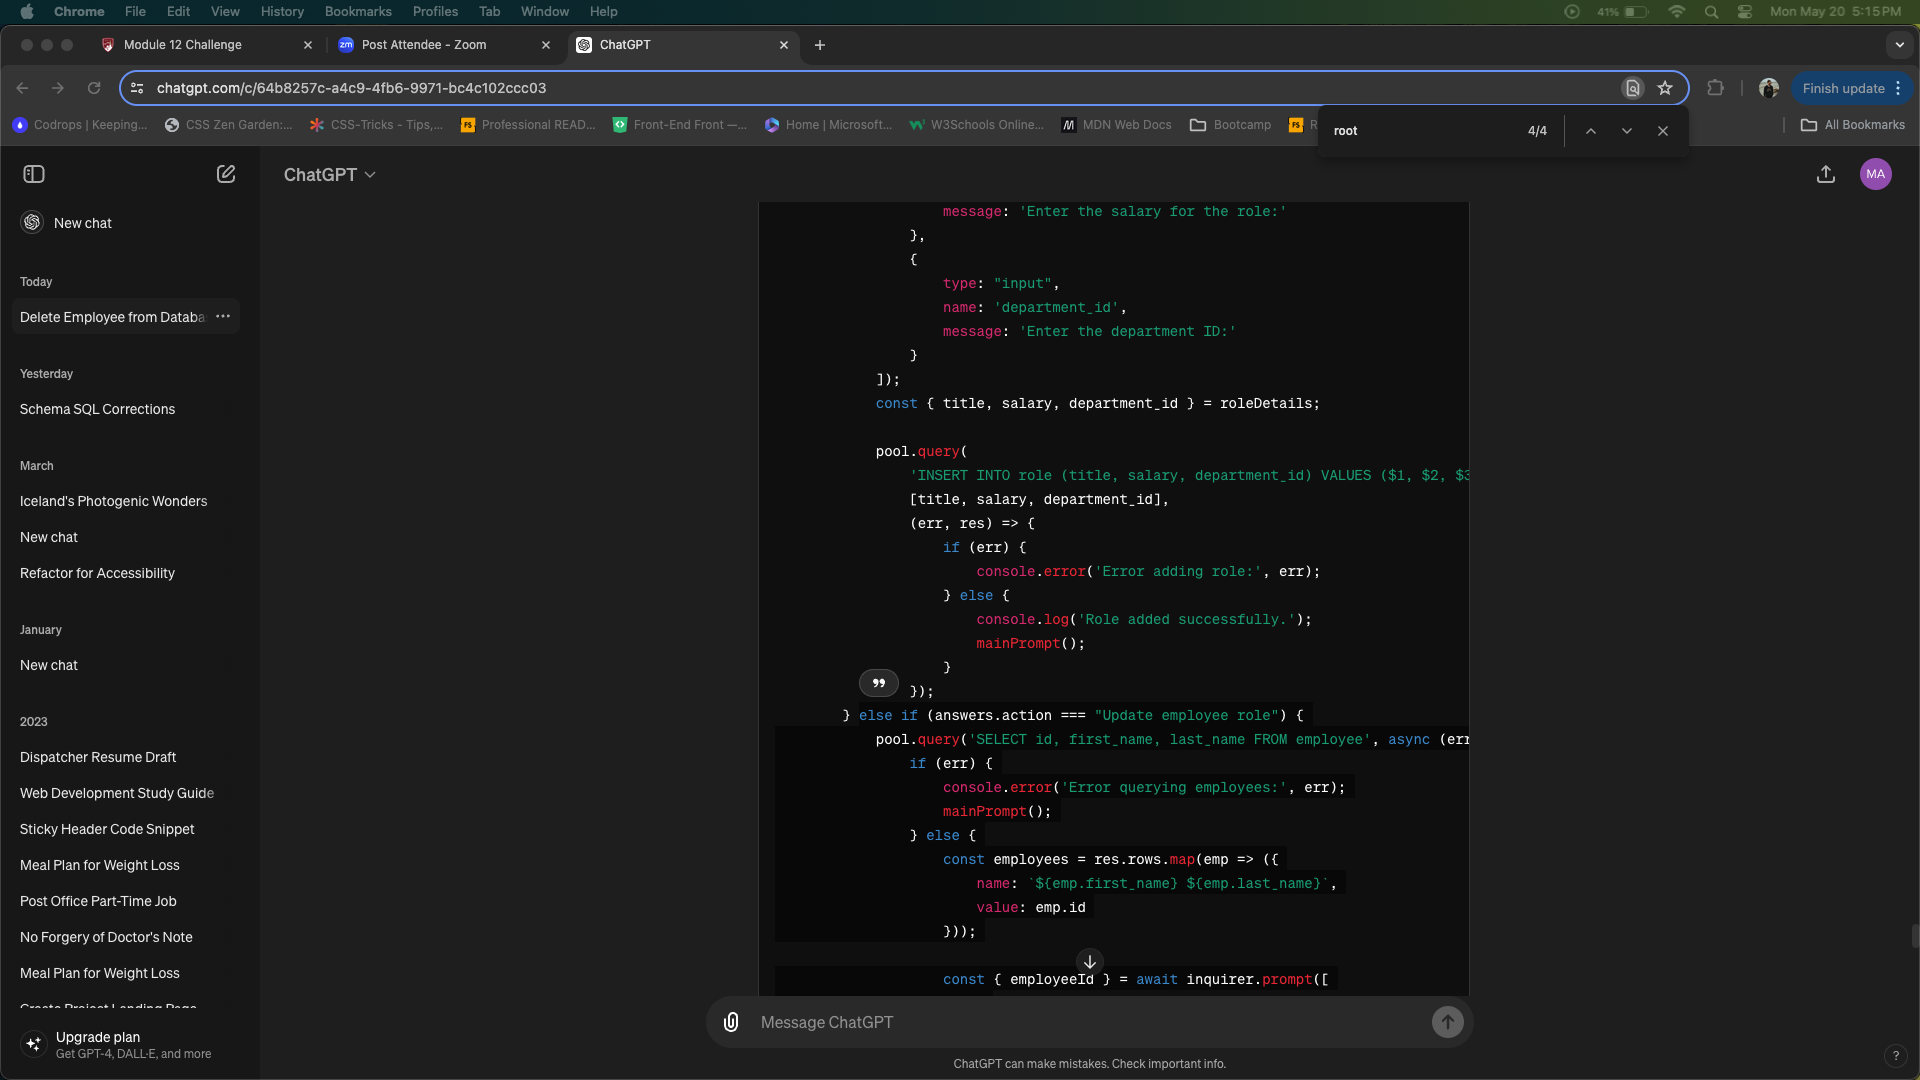 Chrome File Edit View History Bookmarks Profiles Tab Window Help 41% Mon May 20 5:15 PM
Module 12 Challenge zm Post Attendee - Zoom ChatGPT
chatgpt.com/c/64b8257c-a4c9-4fb6-9971-bc4c102ccc03 Finish update
Codrops | Keeping... CSS Zen Garden:... CSS-Tricks - Tips,... FS Professional READ... Front-End Front —... Home | Microsoft... W3Schools Online... M MDN Web Docs Bootcamp FS All Bookmarks
root 4/4
ChatGPT
MA
New chat
Today
Delete Employee from Databa
Yesterday
Schema SQL Corrections
March
Iceland's Photogenic Wonders
New chat
Refactor for Accessibility
January
New chat
2023
Dispatcher Resume Draft
Web Development Study Guide
Sticky Header Code Snippet
Meal Plan for Weight Loss
Post Office Part-Time Job
No Forgery of Doctor's Note
Meal Plan for Weight Loss
Create Project Landing Page
Upgrade plan
Get GPT-4, DALL·E, and more
message: 'Enter the salary for the role:'
},
{
type: "input",
name: 'department_id',
message: 'Enter the department ID:'
}
]);
const { title, salary, department_id } = roleDetails;
pool.query(
'INSERT INTO role (title, salary, department_id) VALUES ($1, $2, $3
[title, salary, department_id],
(err, res) => {
if (err) {
console.error('Error adding role:', err);
} else {
console.log('Role added successfully.');
mainPrompt();
}
});
} else if (answers.action === "Update employee role") {
pool.query('SELECT id, first_name, last_name FROM employee', async (err
if (err) {
console.error('Error querying employees:', err);
mainPrompt();
} else {
const employees = res.rows.map(emp => ({
name: `${emp.first_name} ${emp.last_name}`,
value: emp.id
}));
const { employeeId } = await inquirer.prompt([
Message ChatGPT
ChatGPT can make mistakes. Check important info.
?